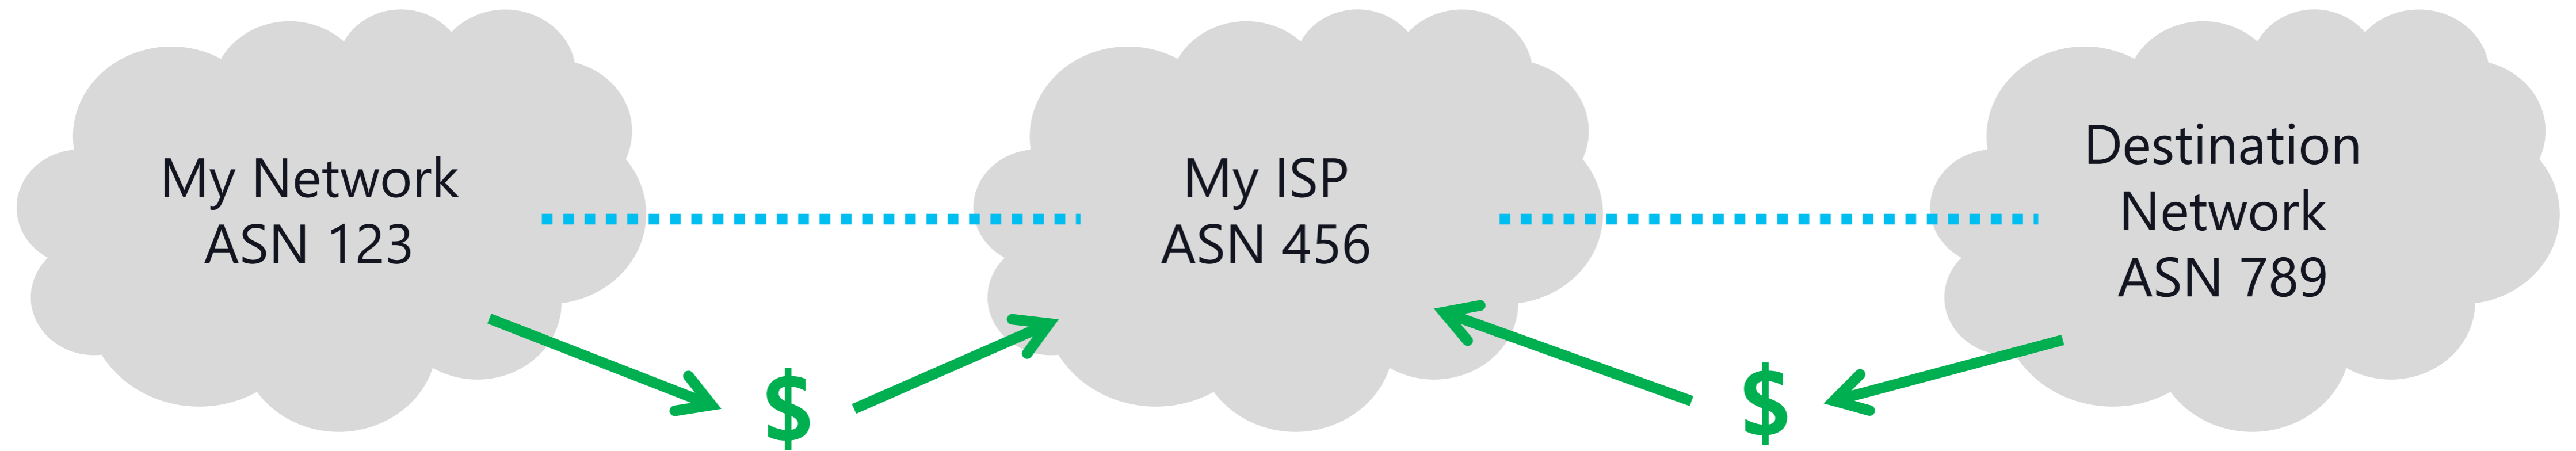 My Network
ASN 123
My ISP
ASN 456
Destination
Network
ASN 789
$
$